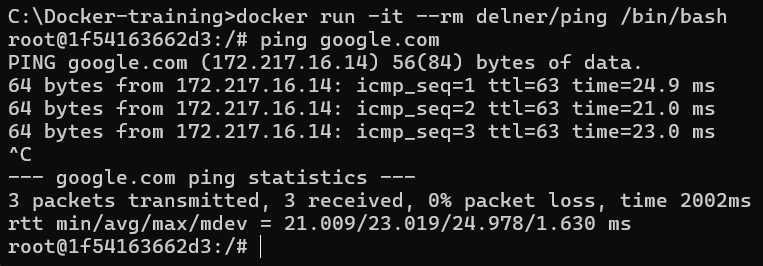 C:\Docker-training>docker run -it --rm delner/ping /bin/bash
root@1f54163662d3:/# ping google.com
PING google.com (172.217.16.14) 56(84) bytes of data.
64 bytes from 172.217.16.14: icmp_seq=1 ttl=63 time=24.9 ms
64 bytes from 172.217.16.14: icmp_seq=2 ttl=63 time=21.0 ms
64 bytes from 172.217.16.14: icmp_seq=3 ttl=63 time=23.0 ms
^C
--- google.com ping statistics ---
3 packets transmitted, 3 received, 0% packet loss, time 2002ms
rtt min/avg/max/mdev = 21.009/23.019/24.978/1.630 ms
root@1f54163662d3:/#